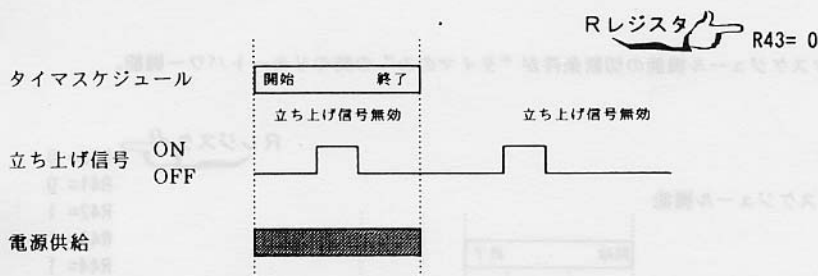 Rレジスタ
R43= 0
タイマスケジュール
開始 終了
立ち上げ信号無効 立ち上げ信号無効
立ち上げ信号 ON
OFF
電源供給